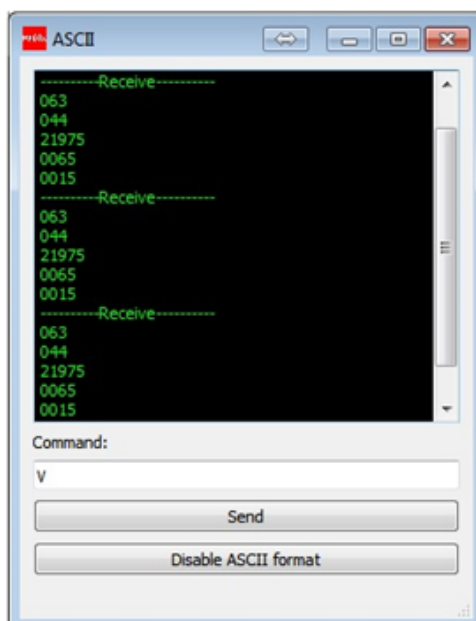 ASCII
----------Receive----------
063
044
21975
0065
0015
----------Receive----------
063
044
21975
0065
0015
----------Receive----------
063
044
21975
0065
0015
Command:
V
Send
Disable ASCII format